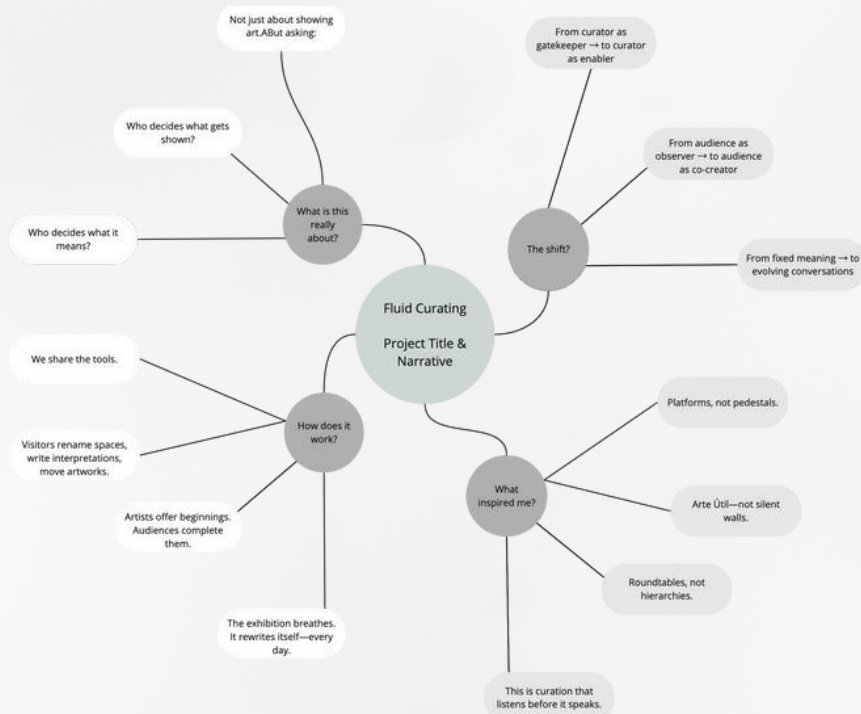 Fluid Curating
Project Title &
Narrative
What is this
really
about?
Not just about showing
art.ABut asking:
Who decides what gets
shown?
Who decides what it
means?
The shift?
From curator as
gatekeeper → to curator
as enabler
From audience as
observer → to audience
as co-creator
From fixed meaning → to
evolving conversations
How does it
work?
We share the tools.
Visitors rename spaces,
write interpretations,
move artworks.
Artists offer beginnings.
Audiences complete
them.
The exhibition breathes.
It rewrites itself—every
day.
What
inspired me?
Platforms, not pedestals.
Arte Útil—not silent
walls.
Roundtables, not
hierarchies.
This is curation that
listens before it speaks.